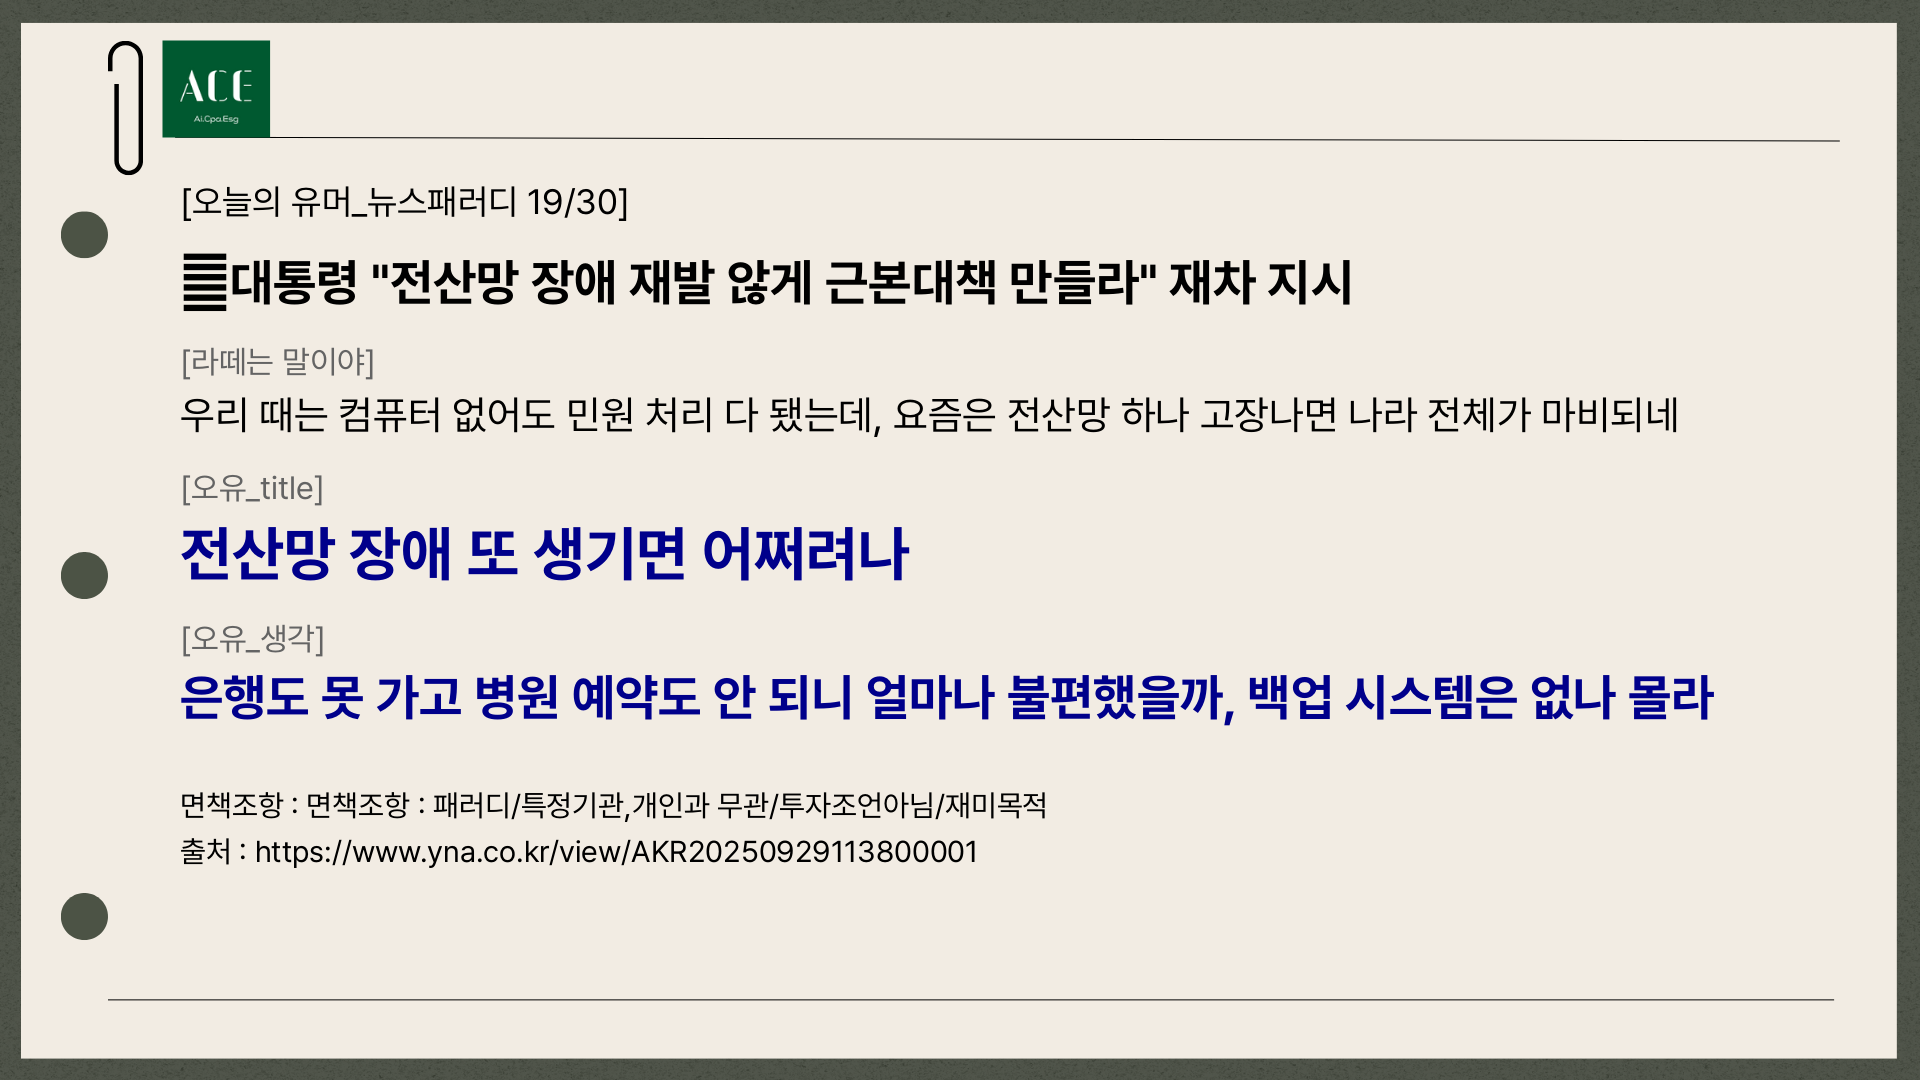 ACE
Ai.Cpa.Esg
[오늘의 유머_뉴스패러디 19/30]
䷀대통령 "전산망 장애 재발 않게 근본대책 만들라" 재차 지시
[라떼는 말이야]
우리 때는 컴퓨터 없어도 민원 처리 다 됐는데, 요즘은 전산망 하나 고장나면 나라 전체가 마비되네
[오유_title]
전산망 장애 또 생기면 어쩌려나
[오유_생각]
은행도 못 가고 병원 예약도 안 되니 얼마나 불편했을까, 백업 시스템은 없나 몰라
면책조항 : 면책조항 : 패러디/특정기관,개인과 무관/투자조언아님/재미목적
출처 : https://www.yna.co.kr/view/AKR20250929113800001